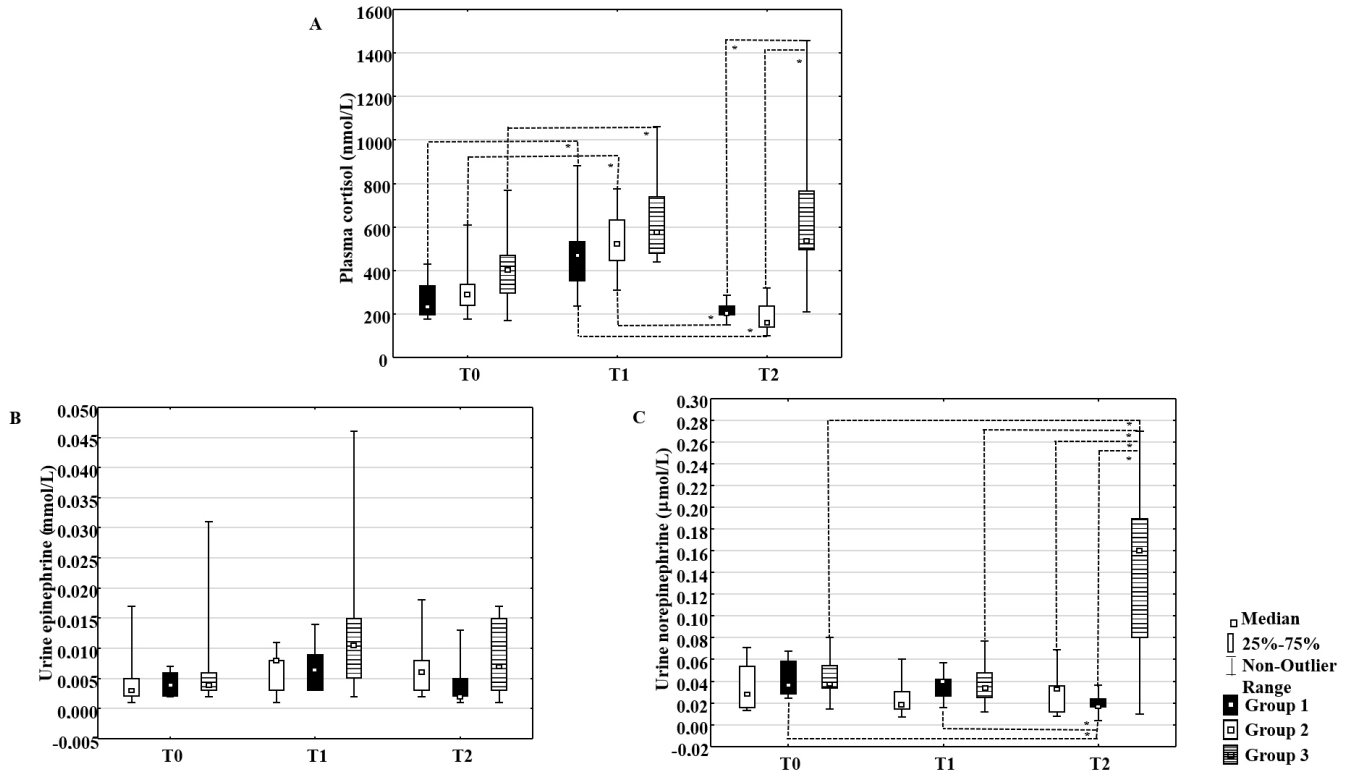 A
Plasma cortisol (nmol/L)
1600
1400
1200
1000
800
600
400
200
0
* * * * * * *
T0 T1 T2
B
Urine epinephrine (nmol/L)
0.050
0.045
0.040
0.035
0.030
0.025
0.020
0.015
0.010
0.005
0.000
-0.005
T0 T1 T2
C
Urine norepinephrine (µmol/L)
0.30
0.28
0.26
0.24
0.22
0.20
0.18
0.16
0.14
0.12
0.10
0.08
0.06
0.04
0.02
0.00
-0.02
* * * * * *
T0 T1 T2
Median
25%-75%
Non-Outlier
Range
Group 1
Group 2
Group 3